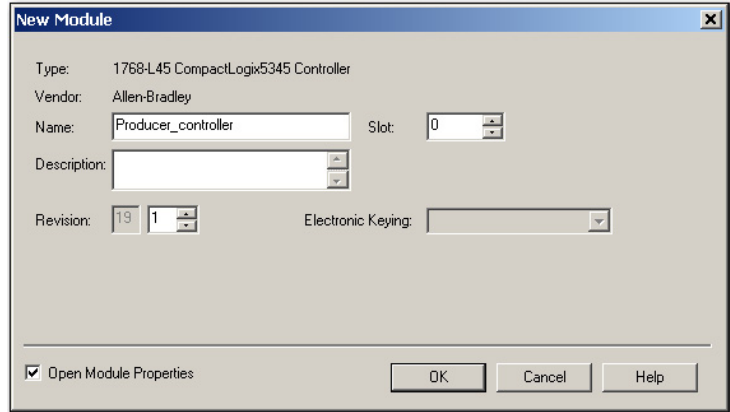 New Module
Type: 1768-L45 CompactLogix5345 Controller
Vendor: Allen-Bradley
Name: Producer_controller Slot: 0
Description:
Revision: 19 1 Electronic Keying:
Open Module Properties OK Cancel Help